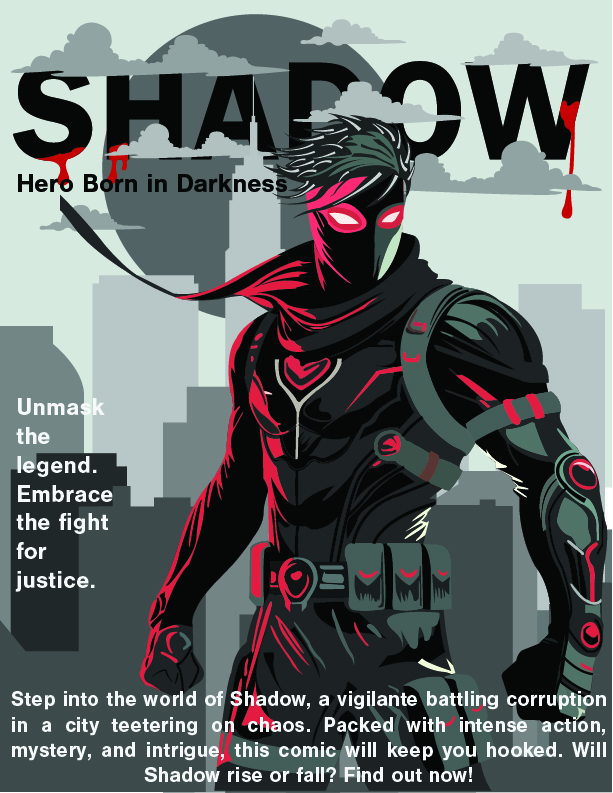 SHADOW
Hero Born in Darkness
Unmask
the
legend.
Embrace
the fight
for
justice.
Step into the world of Shadow, a vigilante battling corruption
in a city teetering on chaos. Packed with intense action,
mystery, and intrigue, this comic will keep you hooked. Will
Shadow rise or fall? Find out now!